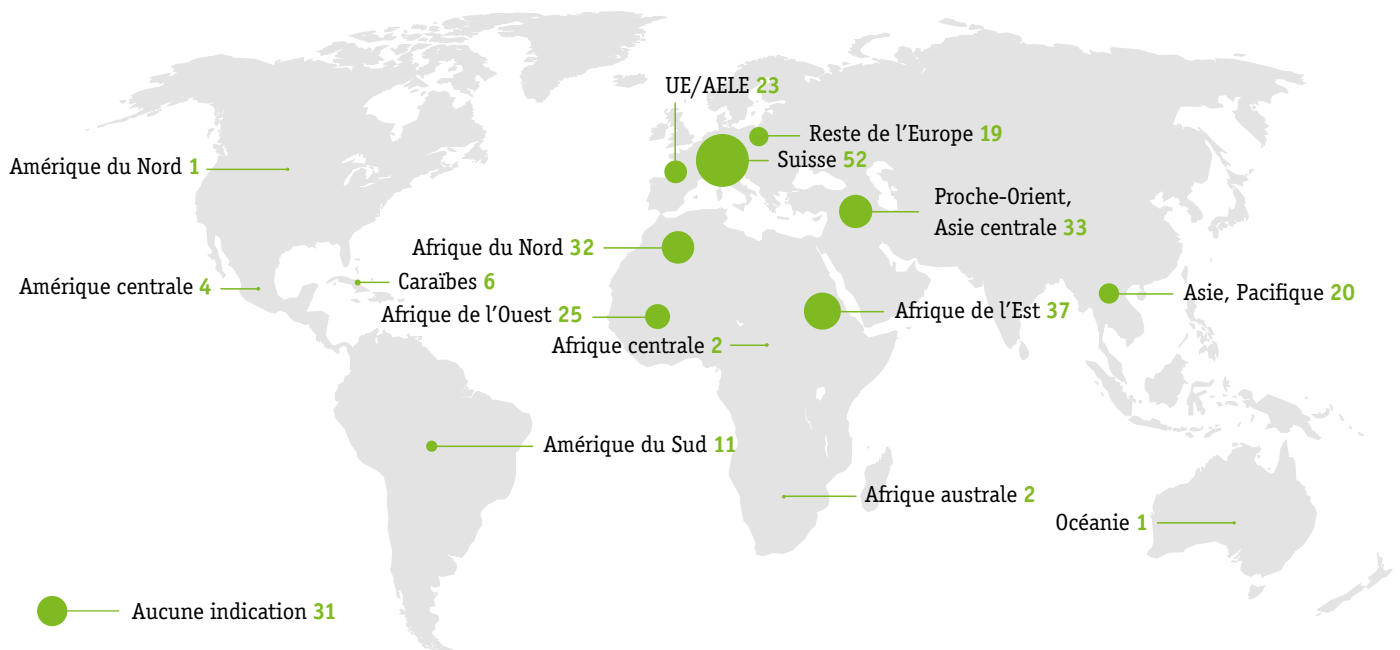 UE/AELE 23
Reste de l’Europe 19
Suisse 52
Amérique du Nord 1
Proche-Orient,
Asie centrale 33
Afrique du Nord 32
Caraïbes 6
Amérique centrale 4
Asie, Pacifique 20
Afrique de l’Ouest 25
Afrique de l’Est 37
Afrique centrale 2
Amérique du Sud 11
Afrique australe 2
Océanie 1
Aucune indication 31